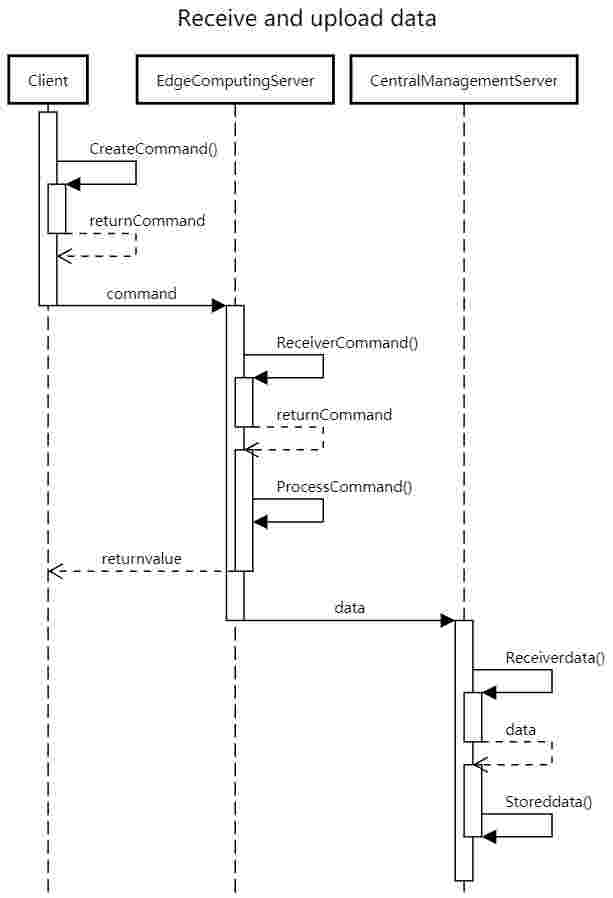 Receive and upload data
Client
EdgeComputingServer
CentralManagementServer
CreateCommand()
returnCommand
command
ReceiverCommand()
returnCommand
ProcessCommand()
returnvalue
data
Receiverdata()
data
Storeddata()